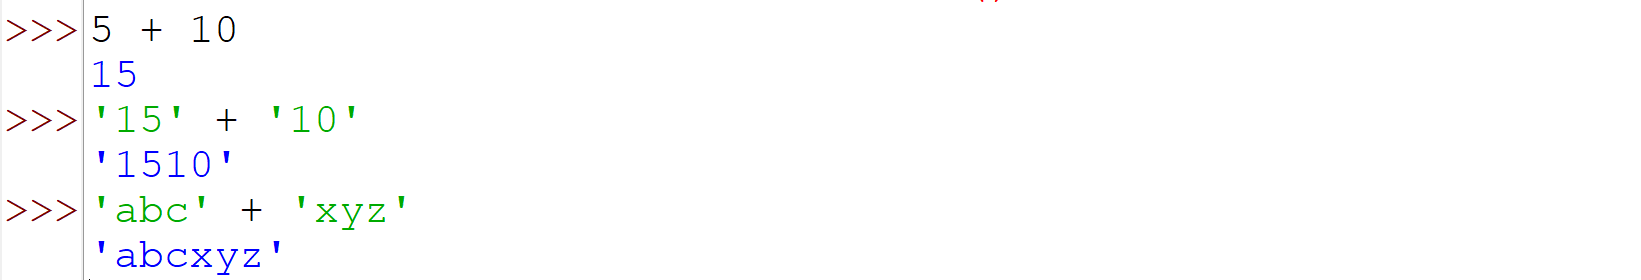 >>> 5 + 10
15
>>> '15' + '10'
'1510'
>>> 'abc' + 'xyz'
'abcxyz'